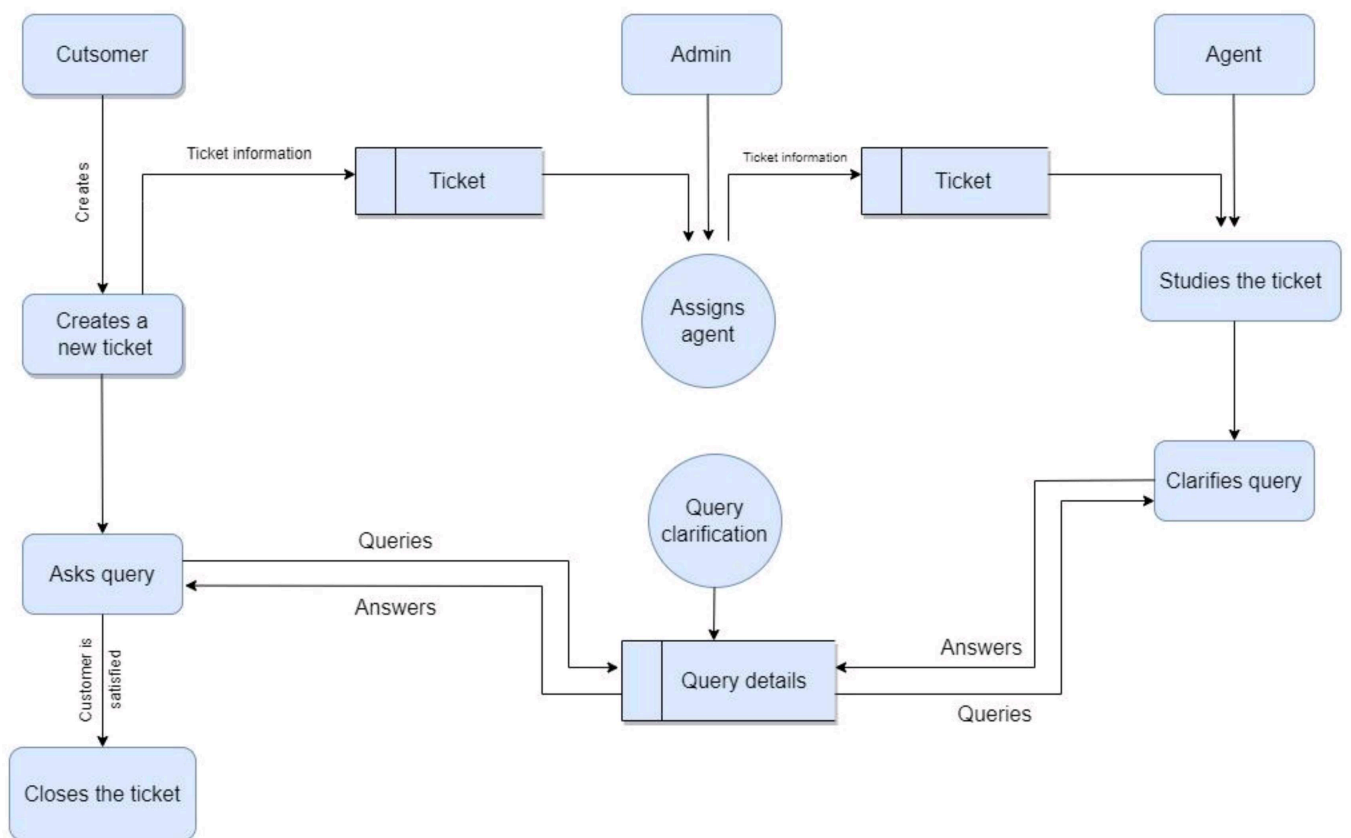 Cutsomer
Admin
Agent
Creates
Ticket information
Ticket
Ticket information
Ticket
Creates a
new ticket
Assigns
agent
Studies the ticket
Query
clarification
Clarifies query
Asks query
Queries
Answers
Customer is
satisfied
Query details
Answers
Queries
Closes the ticket